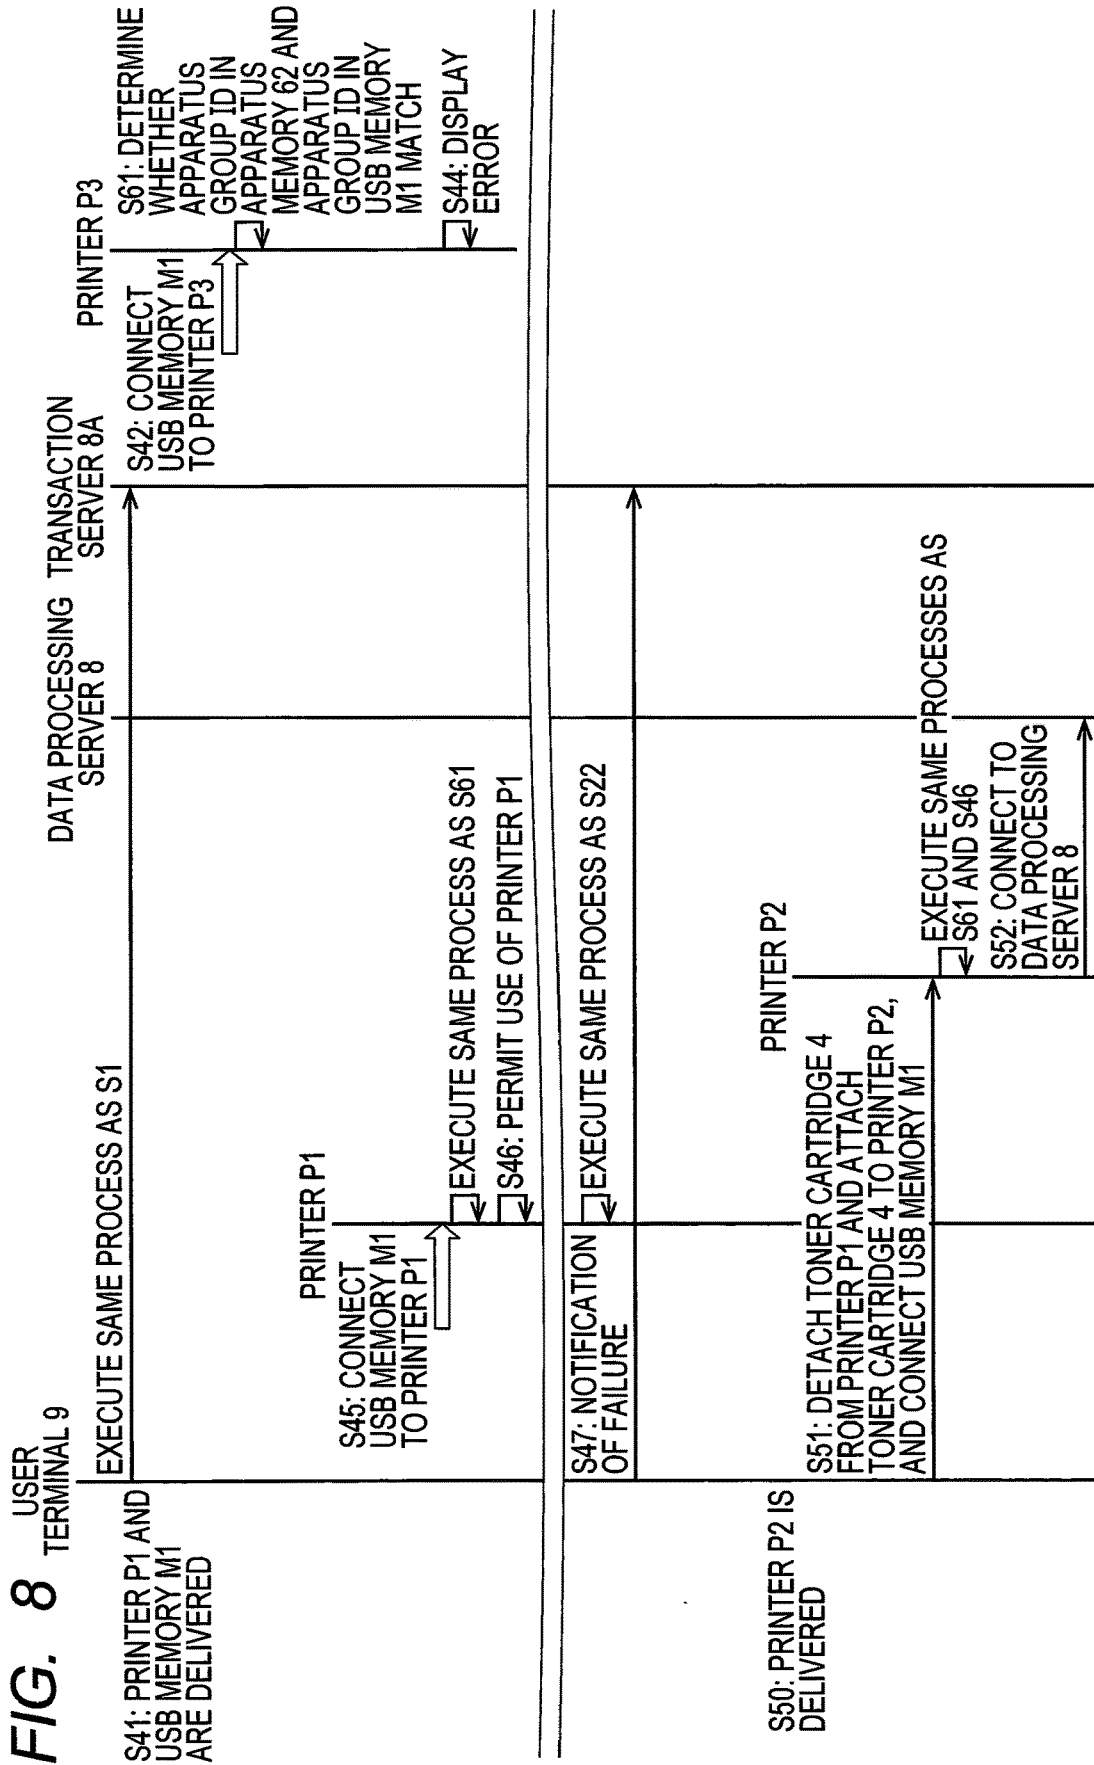 FIG. 8
USER
TERMINAL 9
DATA PROCESSING
SERVER 8
TRANSACTION
SERVER 8A
PRINTER P3
S41: PRINTER P1 AND
USB MEMORY M1
ARE DELIVERED
EXECUTE SAME PROCESS AS S1
S42: CONNECT
USB MEMORY M1
TO PRINTER P3
S61: DETERMINE
WHETHER
APPARATUS
GROUP ID IN
APPARATUS
MEMORY 62 AND
APPARATUS
GROUP ID IN
USB MEMORY
M1 MATCH
S44: DISPLAY
ERROR
PRINTER P1
S45: CONNECT
USB MEMORY M1
TO PRINTER P1
EXECUTE SAME PROCESS AS S61
S46: PERMIT USE OF PRINTER P1
S47: NOTIFICATION
OF FAILURE
EXECUTE SAME PROCESS AS S22
S50: PRINTER P2 IS
DELIVERED
PRINTER P2
S51: DETACH TONER CARTRIDGE 4
FROM PRINTER P1 AND ATTACH
TONER CARTRIDGE 4 TO PRINTER P2,
AND CONNECT USB MEMORY M1
EXECUTE SAME PROCESSES AS
S61 AND S46
S52: CONNECT TO
DATA PROCESSING
SERVER 8